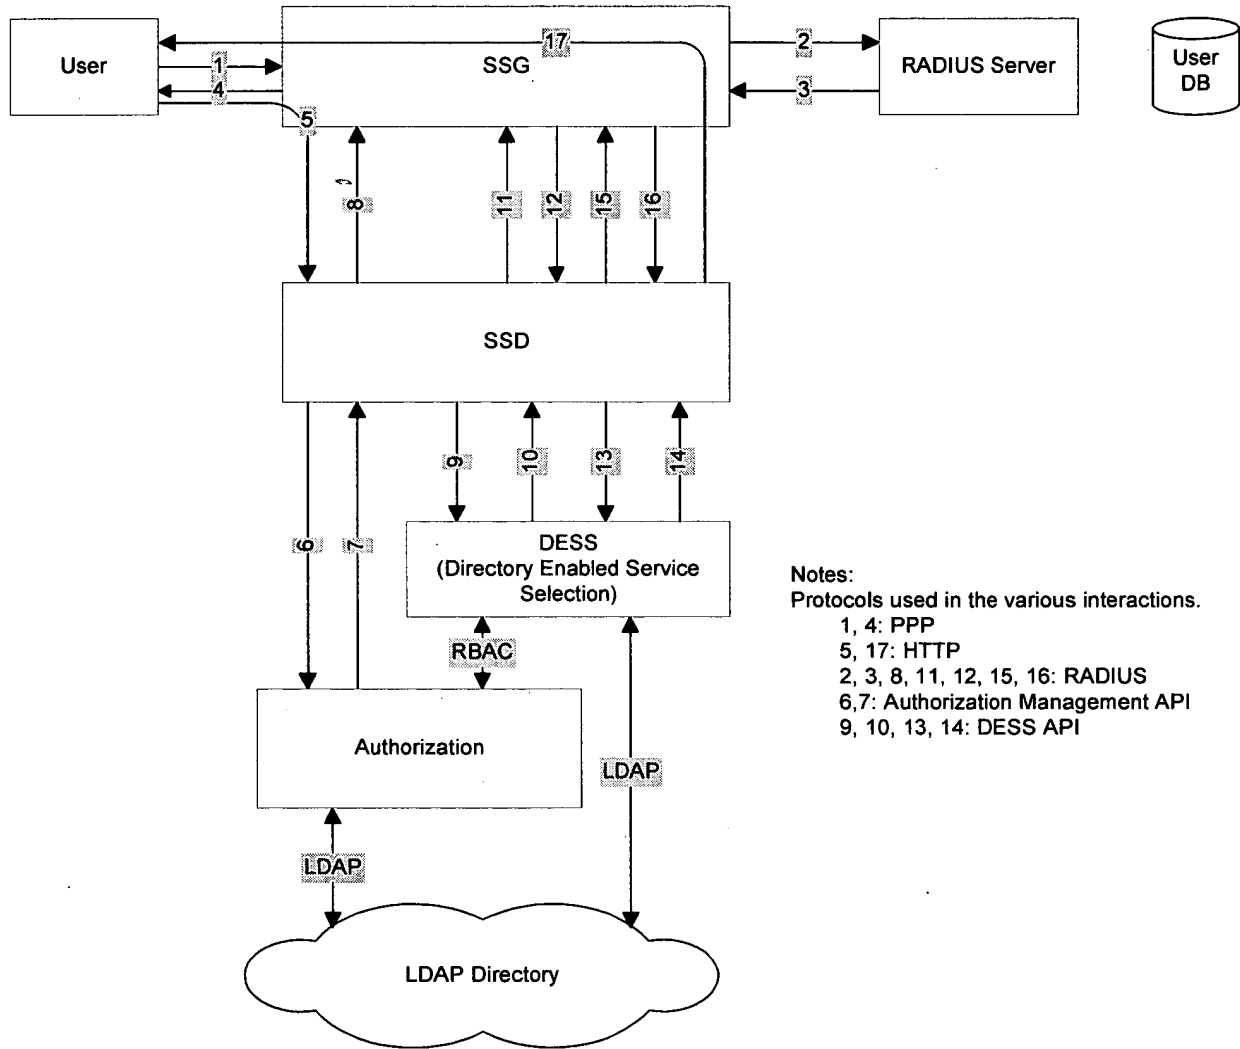 17
2
User
1
SSG
RADIUS Server
User
DB
4
3
5
8
11
12
15
16
SSD
9
10
13
14
6
7
DESS
(Directory Enabled Service
Selection)
Notes:
Protocols used in the various interactions.
1, 4: PPP
5, 17: HTTP
2, 3, 8, 11, 12, 15, 16: RADIUS
6,7: Authorization Management API
9, 10, 13, 14: DESS API
RBAC
Authorization
LDAP
LDAP
LDAP Directory